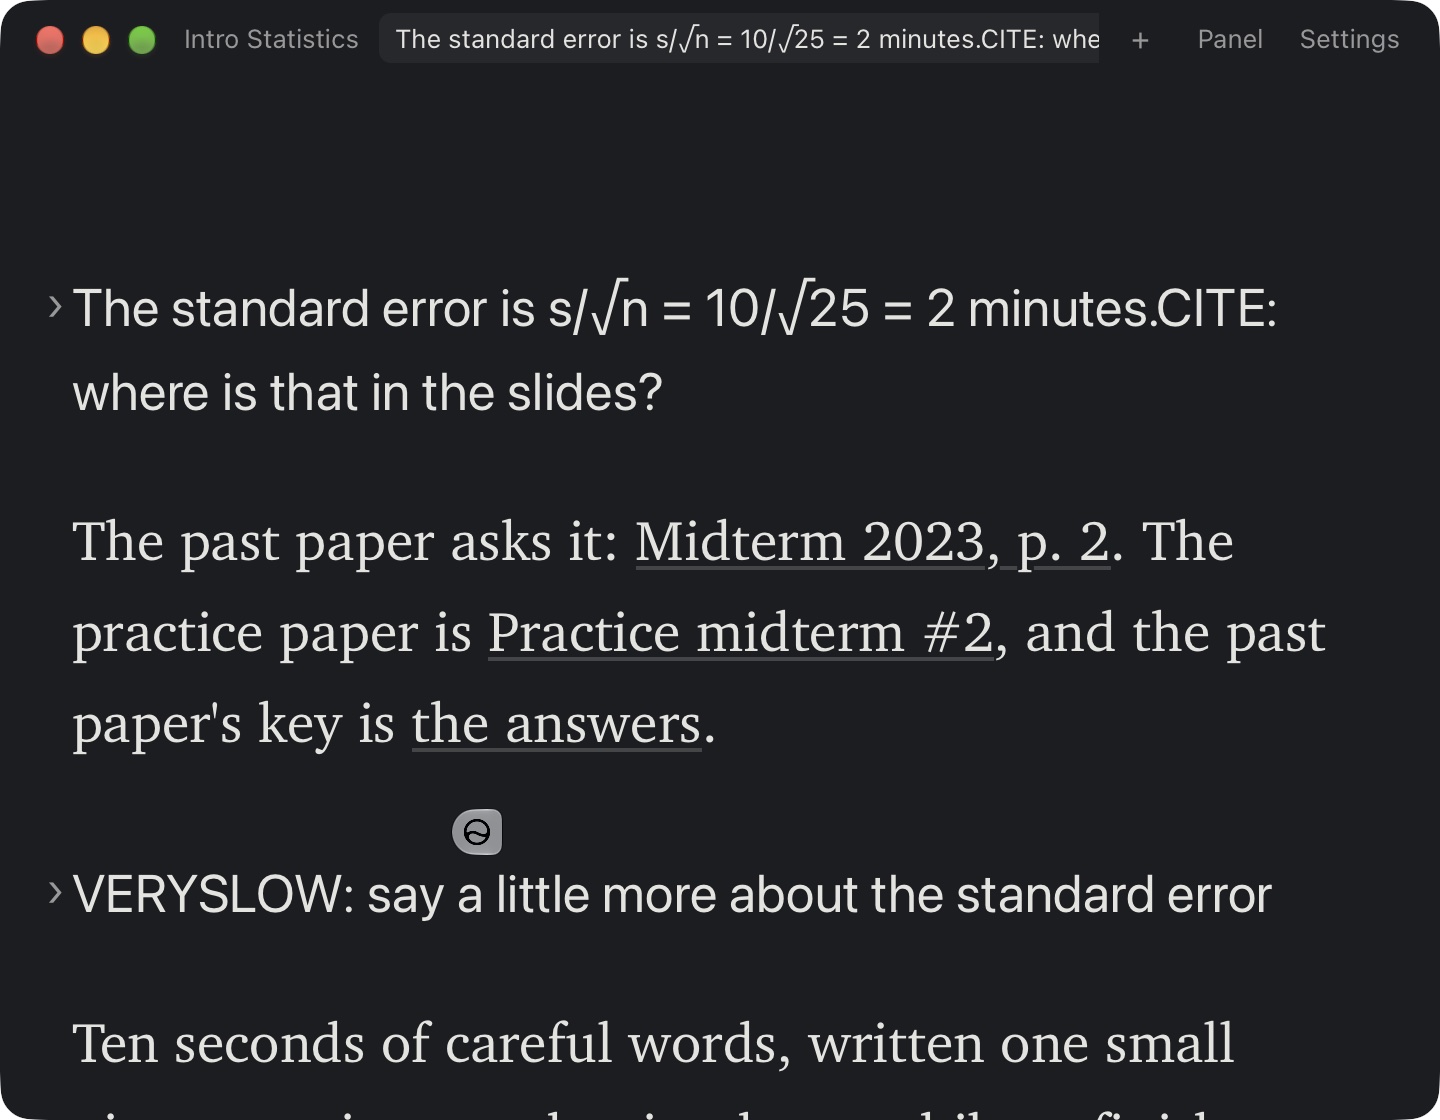 Intro Statistics
The standard error is s/√n = 10/√25 = 2 minutes.CITE: whe
+
Panel
Settings
› The standard error is s/√n = 10/√25 = 2 minutes.CITE:
where is that in the slides?
The past paper asks it: Midterm 2023, p. 2. The
practice paper is Practice midterm #2, and the past
paper's key is the answers.
› VERYSLOW: say a little more about the standard error
Ten seconds of careful words, written one small